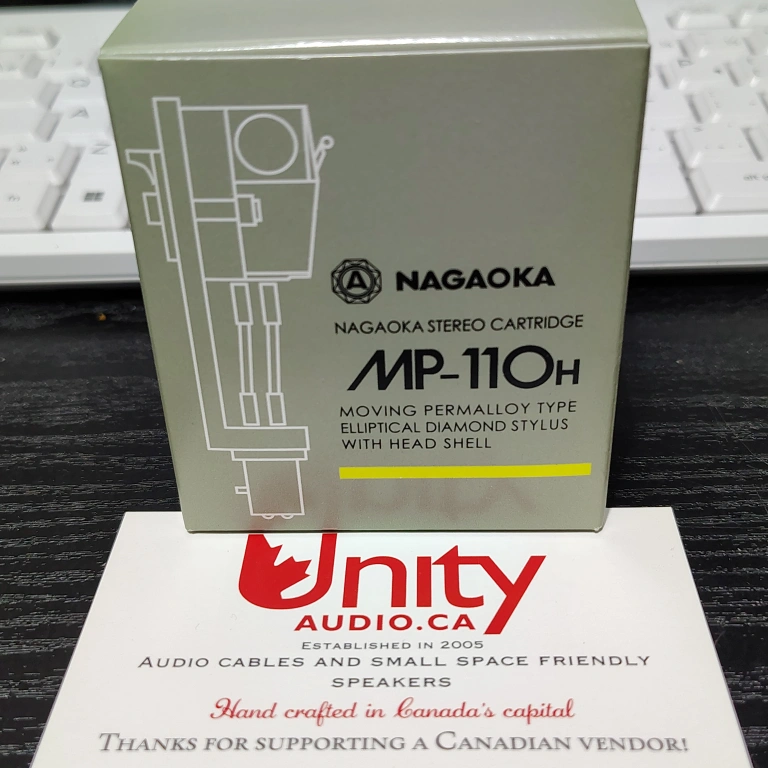 A NAGAOKA
NAGAOKA STEREO CARTRIDGE
MP-110H
MOVING PERMALLOY TYPE
ELLIPTICAL DIAMOND STYLUS
WITH HEAD SHELL
Unity
AUDIO.CA
ESTABLISHED IN 2005
AUDIO CABLES AND SMALL SPACE FRIENDLY
SPEAKERS
Hand crafted in Canada's capital
THANKS FOR SUPPORTING A CANADIAN VENDOR!